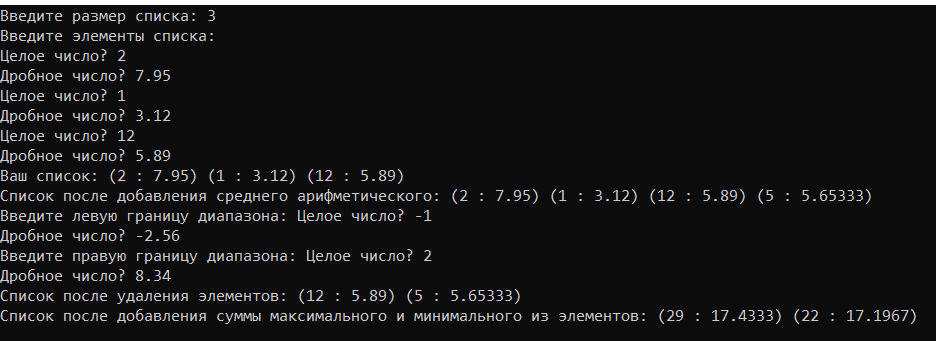 Введите размер списка: 3
Введите элементы списка:
Целое число? 2
Дробное число? 7.95
Целое число? 1
Дробное число? 3.12
Целое число? 12
Дробное число? 5.89
Ваш список: (2 : 7.95) (1 : 3.12) (12 : 5.89)
Список после добавления среднего арифметического: (2 : 7.95) (1 : 3.12) (12 : 5.89) (5 : 5.65333)
Введите левую границу диапазона: Целое число? -1
Дробное число? -2.56
Введите правую границу диапазона: Целое число? 2
Дробное число? 8.34
Список после удаления элементов: (12 : 5.89) (5 : 5.65333)
Список после добавления суммы максимального и минимального из элементов: (29 : 17.4333) (22 : 17.1967)